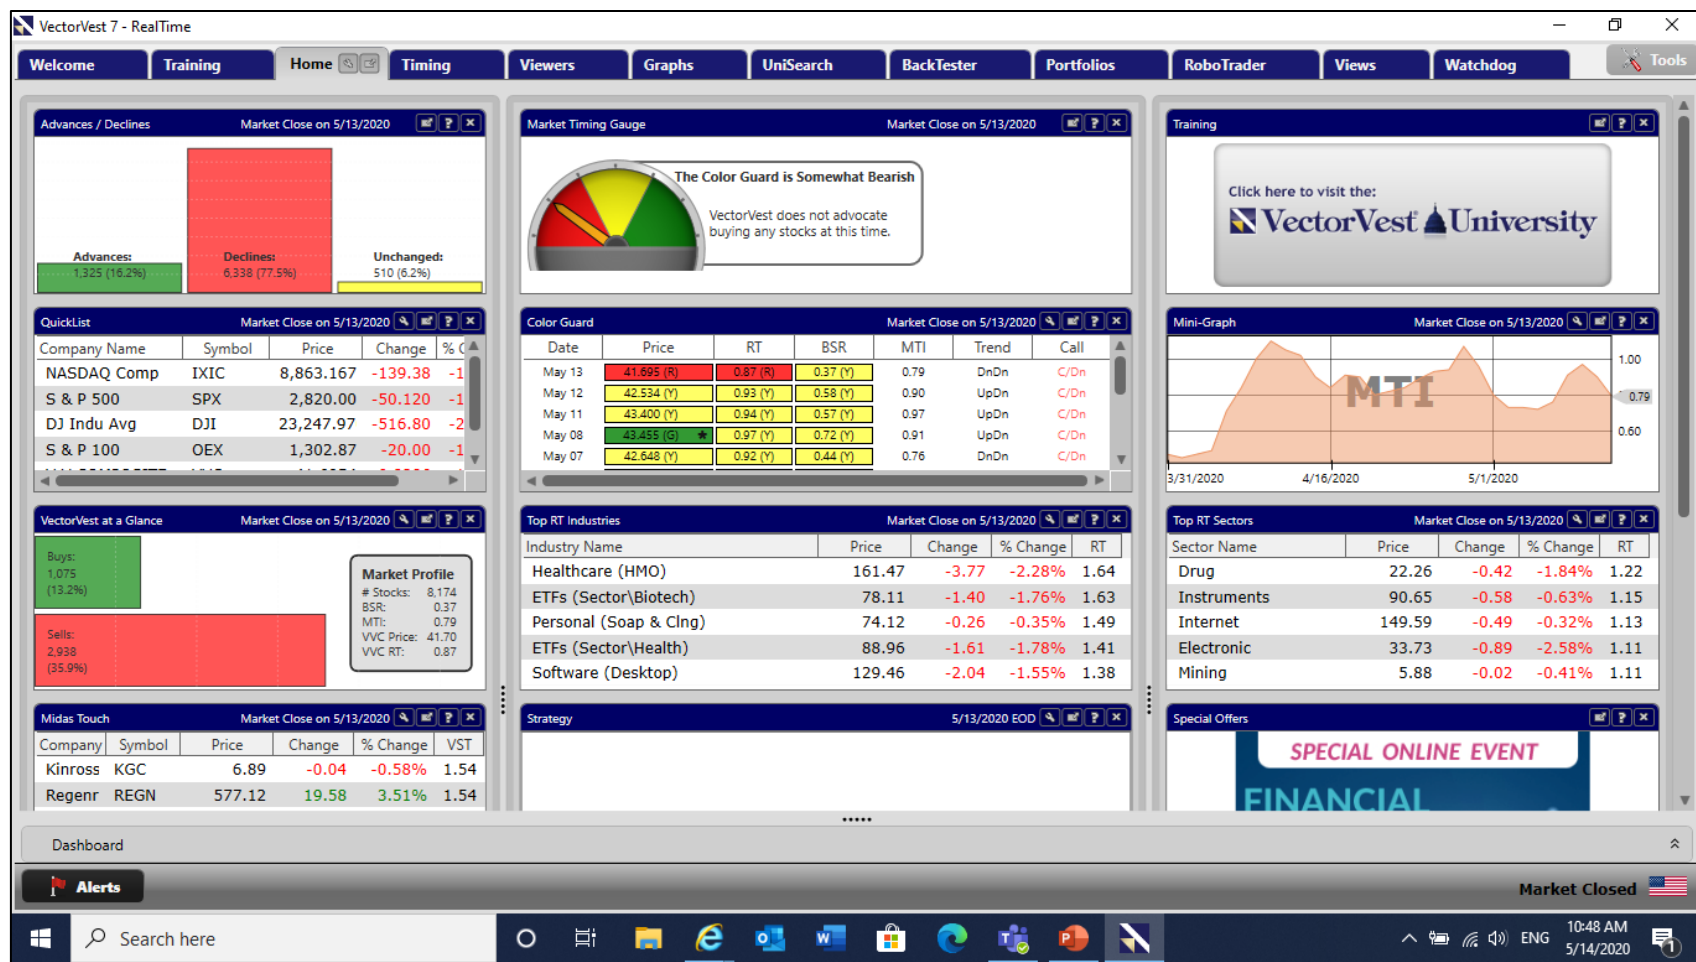 VectorVest 7 - RealTime
Welcome Training Home Timing Viewers Graphs UniSearch BackTester Portfolios RoboTrader Views Watchdog Tools
Advances / Declines Market Close on 5/13/2020
Advances:
1,325 (16.2%)
Declines:
6,338 (77.5%)
Unchanged:
510 (6.2%)
Market Timing Gauge Market Close on 5/13/2020
The Color Guard is Somewhat Bearish
VectorVest does not advocate
buying any stocks at this time.
Training
Click here to visit the:
VectorVest University
QuickList Market Close on 5/13/2020
Company Name Symbol Price Change
NASDAQ Comp IXIC 8,863.167 -139.38 -1
S & P 500 SPX 2,820.00 -50.120 -1
DJ Indu Avg DJI 23,247.97 -516.80 -2
S & P 100 OEX 1,302.87 -20.00 -1
Color Guard Market Close on 5/13/2020
Date Price RT BSR MTI Trend Call
May 13 41.695 (R) 0.87 (R) 0.37 (Y) 0.79 DnDn C/Dn
May 12 42.534 (Y) 0.93 (Y) 0.58 (Y) 0.90 UpDn C/Dn
May 11 43.400 (Y) 0.94 (Y) 0.57 (Y) 0.97 UpDn C/Dn
May 08 43.455 (G) ★ 0.97 (Y) 0.72 (Y) 0.91 UpDn C/Dn
May 07 42.648 (Y) 0.92 (Y) 0.44 (Y) 0.76 DnDn C/Dn
Mini-Graph Market Close on 5/13/2020
MTI
1.00
0.79
0.60
3/31/2020 4/16/2020 5/1/2020
VectorVest at a Glance Market Close on 5/13/2020
Buys:
1,075
(13.2%)
Sells:
2,938
(35.9%)
Market Profile
# Stocks: 8,174
BSR: 0.37
MTI: 0.79
VVC Price: 41.70
VVC RT: 0.87
Top RT Industries Market Close on 5/13/2020
Industry Name Price Change % Change RT
Healthcare (HMO) 161.47 -3.77 -2.28% 1.64
ETFs (Sector\Biotech) 78.11 -1.40 -1.76% 1.63
Personal (Soap & Clng) 74.12 -0.26 -0.35% 1.49
ETFs (Sector\Health) 88.96 -1.61 -1.78% 1.41
Software (Desktop) 129.46 -2.04 -1.55% 1.38
Top RT Sectors Market Close on 5/13/2020
Sector Name Price Change % Change RT
Drug 22.26 -0.42 -1.84% 1.22
Instruments 90.65 -0.58 -0.63% 1.15
Internet 149.59 -0.49 -0.32% 1.13
Electronic 33.73 -0.89 -2.58% 1.11
Mining 5.88 -0.02 -0.41% 1.11
Midas Touch Market Close on 5/13/2020
Company Symbol Price Change % Change VST
Kinross KGC 6.89 -0.04 -0.58% 1.54
Regenr REGN 577.12 19.58 3.51% 1.54
Strategy 5/13/2020 EOD
Special Offers
SPECIAL ONLINE EVENT
FINANCIAL
Dashboard
Alerts
Market Closed
Search here
ENG
10:48 AM
5/14/2020
1